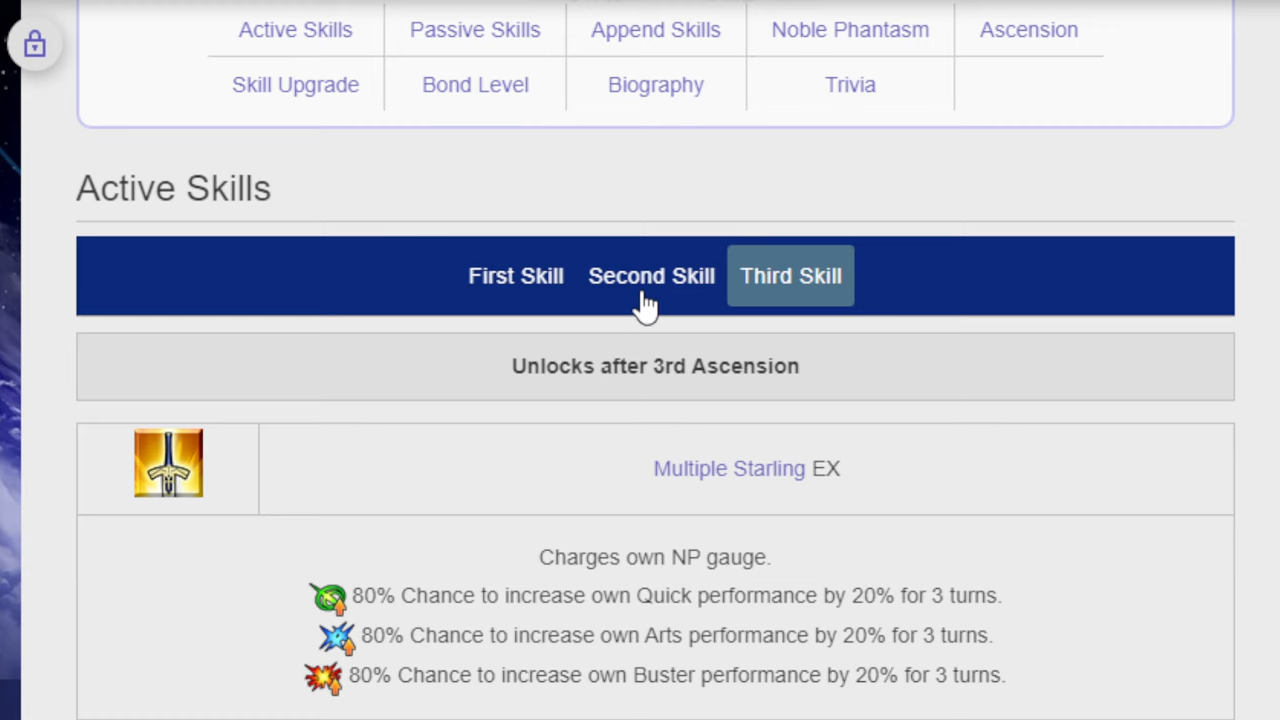 Active Skills Passive Skills Append Skills Noble Phantasm Ascension
Skill Upgrade Bond Level Biography Trivia
Active Skills
First Skill Second Skill Third Skill
Unlocks after 3rd Ascension
Multiple Starling EX
Charges own NP gauge.
80% Chance to increase own Quick performance by 20% for 3 turns.
80% Chance to increase own Arts performance by 20% for 3 turns.
80% Chance to increase own Buster performance by 20% for 3 turns.